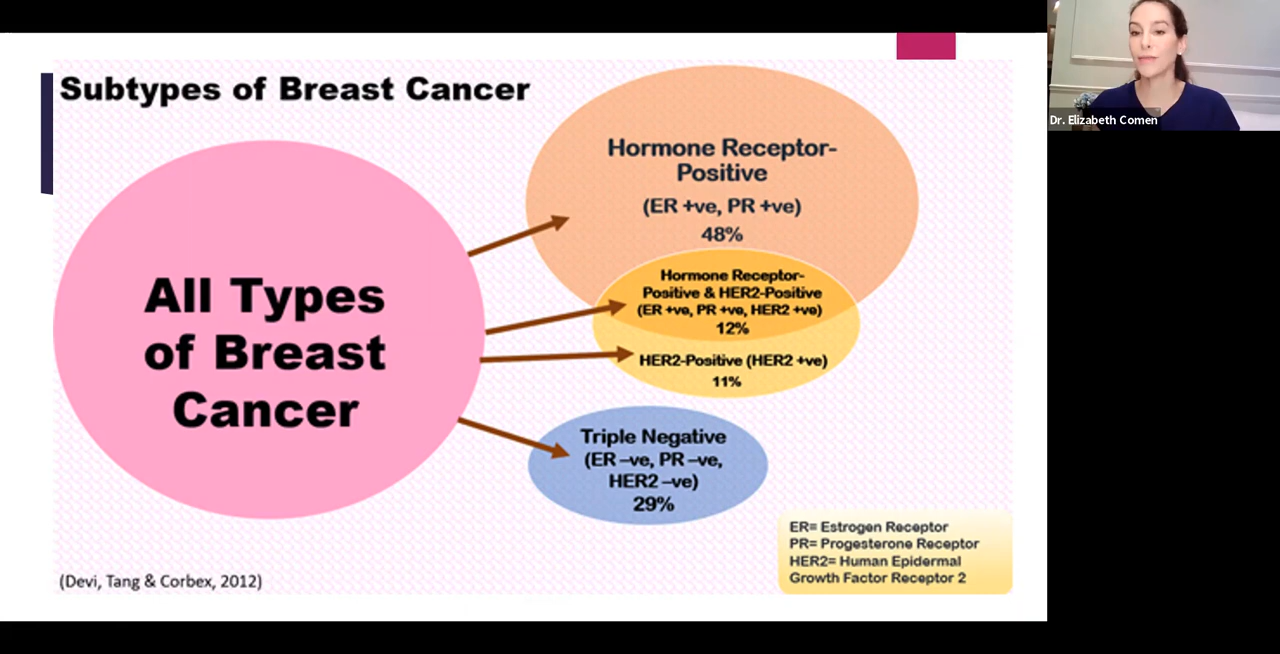 Subtypes of Breast Cancer
All Types
of Breast
Cancer
Hormone Receptor-
Positive
(ER +ve, PR +ve)
48%
Hormone Receptor-
Positive & HER2-Positive
(ER +ve, PR +ve, HER2 +ve)
12%
HER2-Positive (HER2 +ve)
11%
Triple Negative
(ER –ve, PR –ve,
HER2 –ve)
29%
ER= Estrogen Receptor
PR= Progesterone Receptor
HER2= Human Epidermal
Growth Factor Receptor 2
(Devi, Tang & Corbex, 2012)
Dr. Elizabeth Comen